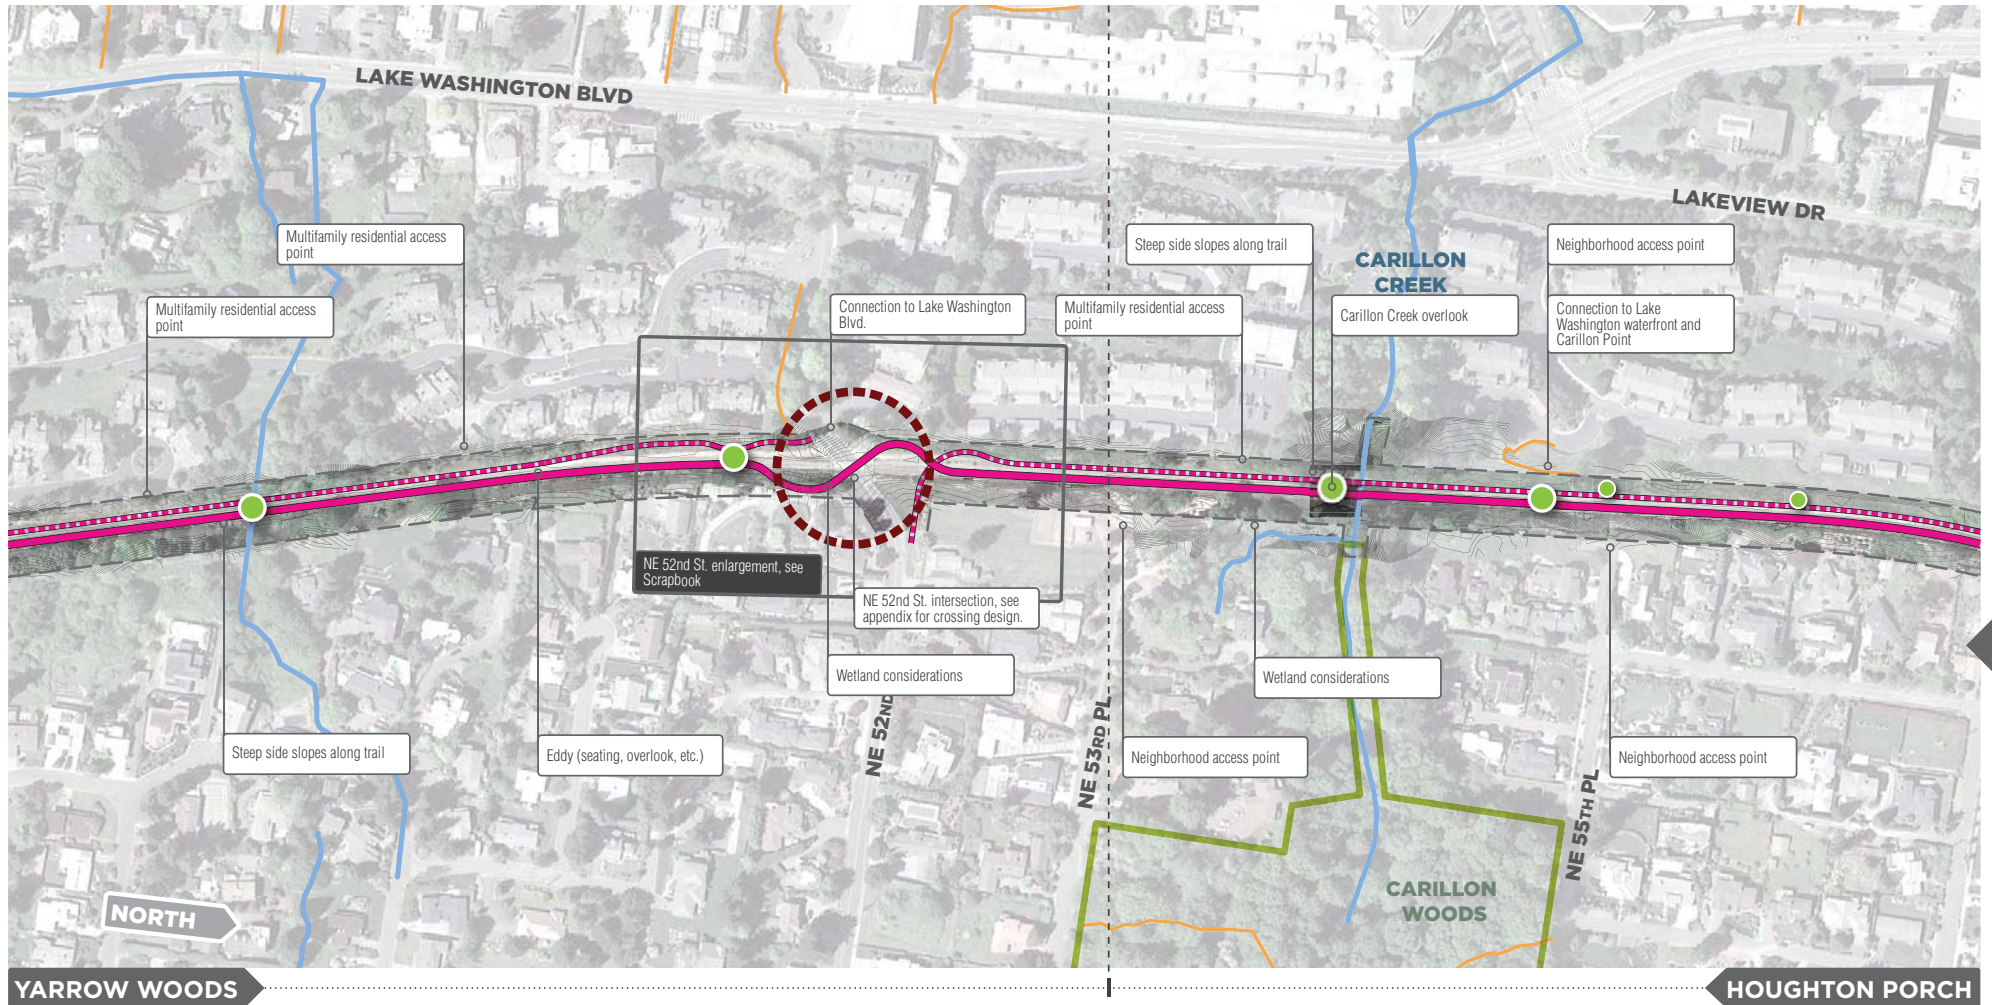 LAKE WASHINGTON BLVD
LAKEVIEW DR
Multifamily residential access
point
Steep side slopes along trail
Neighborhood access point
CARILLON
CREEK
Multifamily residential access
point
Connection to Lake Washington
Blvd.
Multifamily residential access
point
Carillon Creek overlook
Connection to Lake
Washington waterfront and
Carillon Point
NE 52nd St. enlargement, see
Scrapbook
NE 52nd St. intersection, see
appendix for crossing design.
Wetland considerations
Wetland considerations
NE 52ND
NE 53RD PL
Steep side slopes along trail
Eddy (seating, overlook, etc.)
Neighborhood access point
Neighborhood access point
NE 55TH PL
CARILLON
WOODS
NORTH
YARROW WOODS
HOUGHTON PORCH